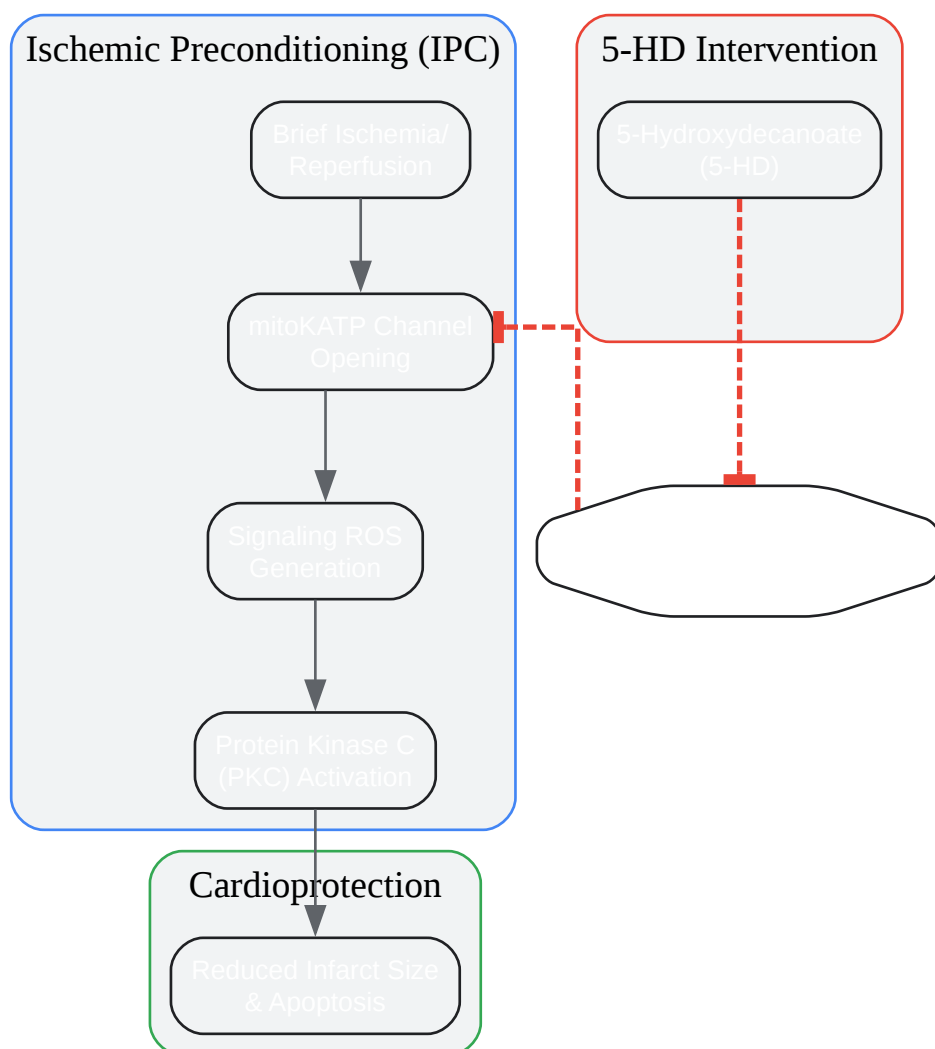 Ischemic Preconditioning (IPC)
Brief Ischemia/
Reperfusion
mitoKATP Channel
Opening
Signaling ROS
Generation
Protein Kinase C
(PKC) Activation
5-HD Intervention
5-Hydroxydecanoate
(5-HD)
Cardioprotection
Reduced Infarct Size
& Apoptosis